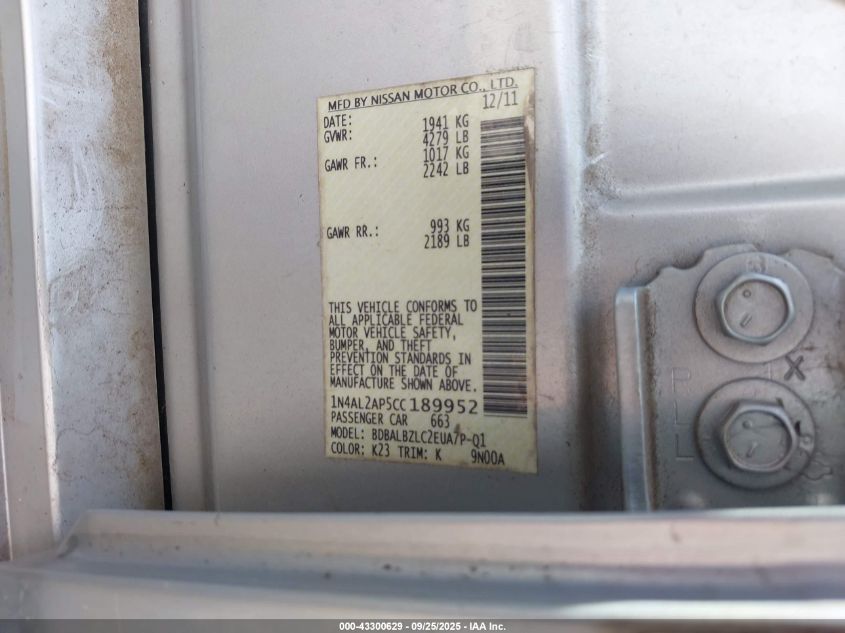 MFD BY NISSAN MOTOR CO., LTD.
DATE: 12/11
GVWR: 1941 KG
4279 LB
GAWR FR.: 1017 KG
2242 LB
GAWR RR.: 993 KG
2189 LB
THIS VEHICLE CONFORMS TO
ALL APPLICABLE FEDERAL
MOTOR VEHICLE SAFETY,
BUMPER, AND THEFT
PREVENTION STANDARDS IN
EFFECT ON THE DATE OF
MANUFACTURE SHOWN ABOVE.
1N4AL2AP5CC189952
PASSENGER CAR 663
MODEL: BDBALBZLC2EUA7P-Q1
COLOR: K23 TRIM: K 9N00A
PLL
000-43300629 - 09/25/2025 - IAA Inc.